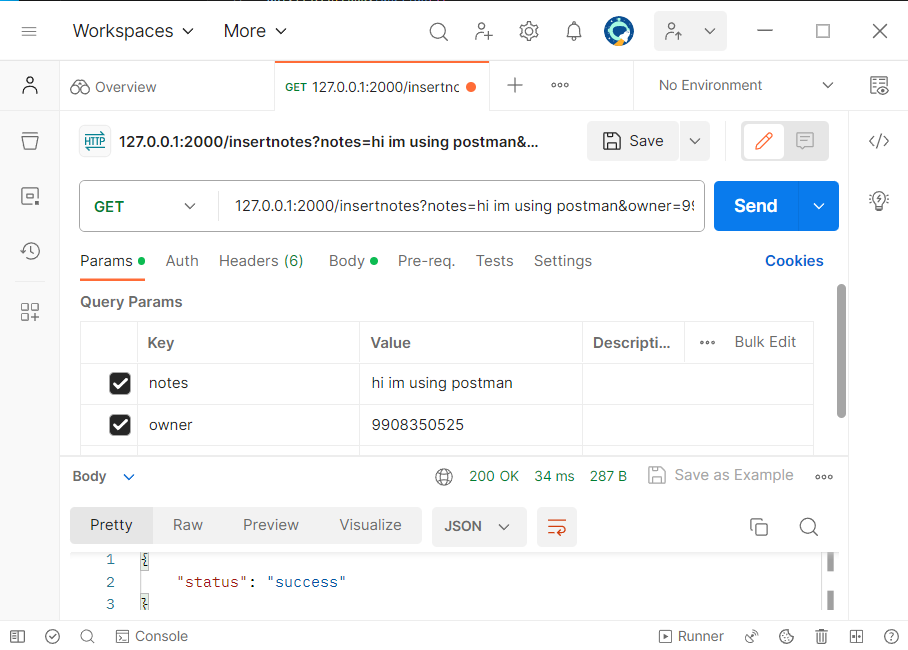 Workspaces More
Overview GET 127.0.0.1:2000/insertnc No Environment
HTTP 127.0.0.1:2000/insertnotes?notes=hi im using postman&... Save
GET 127.0.0.1:2000/insertnotes?notes=hi im using postman&owner=99 Send
Params Auth Headers (6) Body Pre-req. Tests Settings Cookies
Query Params
Key Value Descripti... Bulk Edit
notes hi im using postman
owner 9908350525
Body 200 OK 34 ms 287 B Save as Example
Pretty Raw Preview Visualize JSON
1 {
2 "status": "success"
3 }
Console Runner